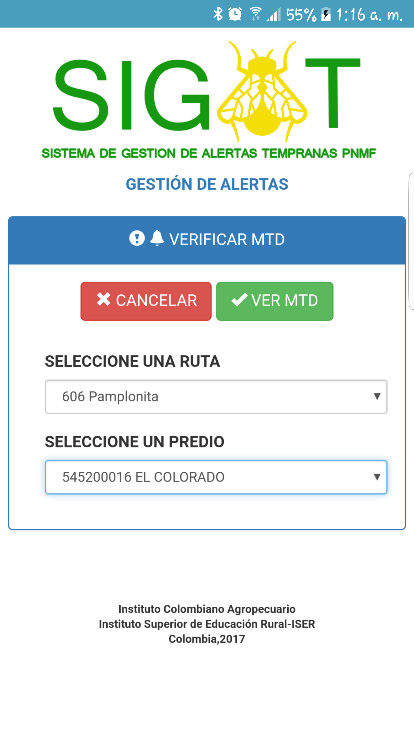 55% 1:16 a. m.
SIGAT
SISTEMA DE GESTION DE ALERTAS TEMPRANAS PNMF
GESTIÓN DE ALERTAS
VERIFICAR MTD
CANCELAR VER MTD
SELECCIONE UNA RUTA
606 Pamplonita
SELECCIONE UN PREDIO
545200016 EL COLORADO
Instituto Colombiano Agropecuario
Instituto Superior de Educación Rural-ISER
Colombia,2017